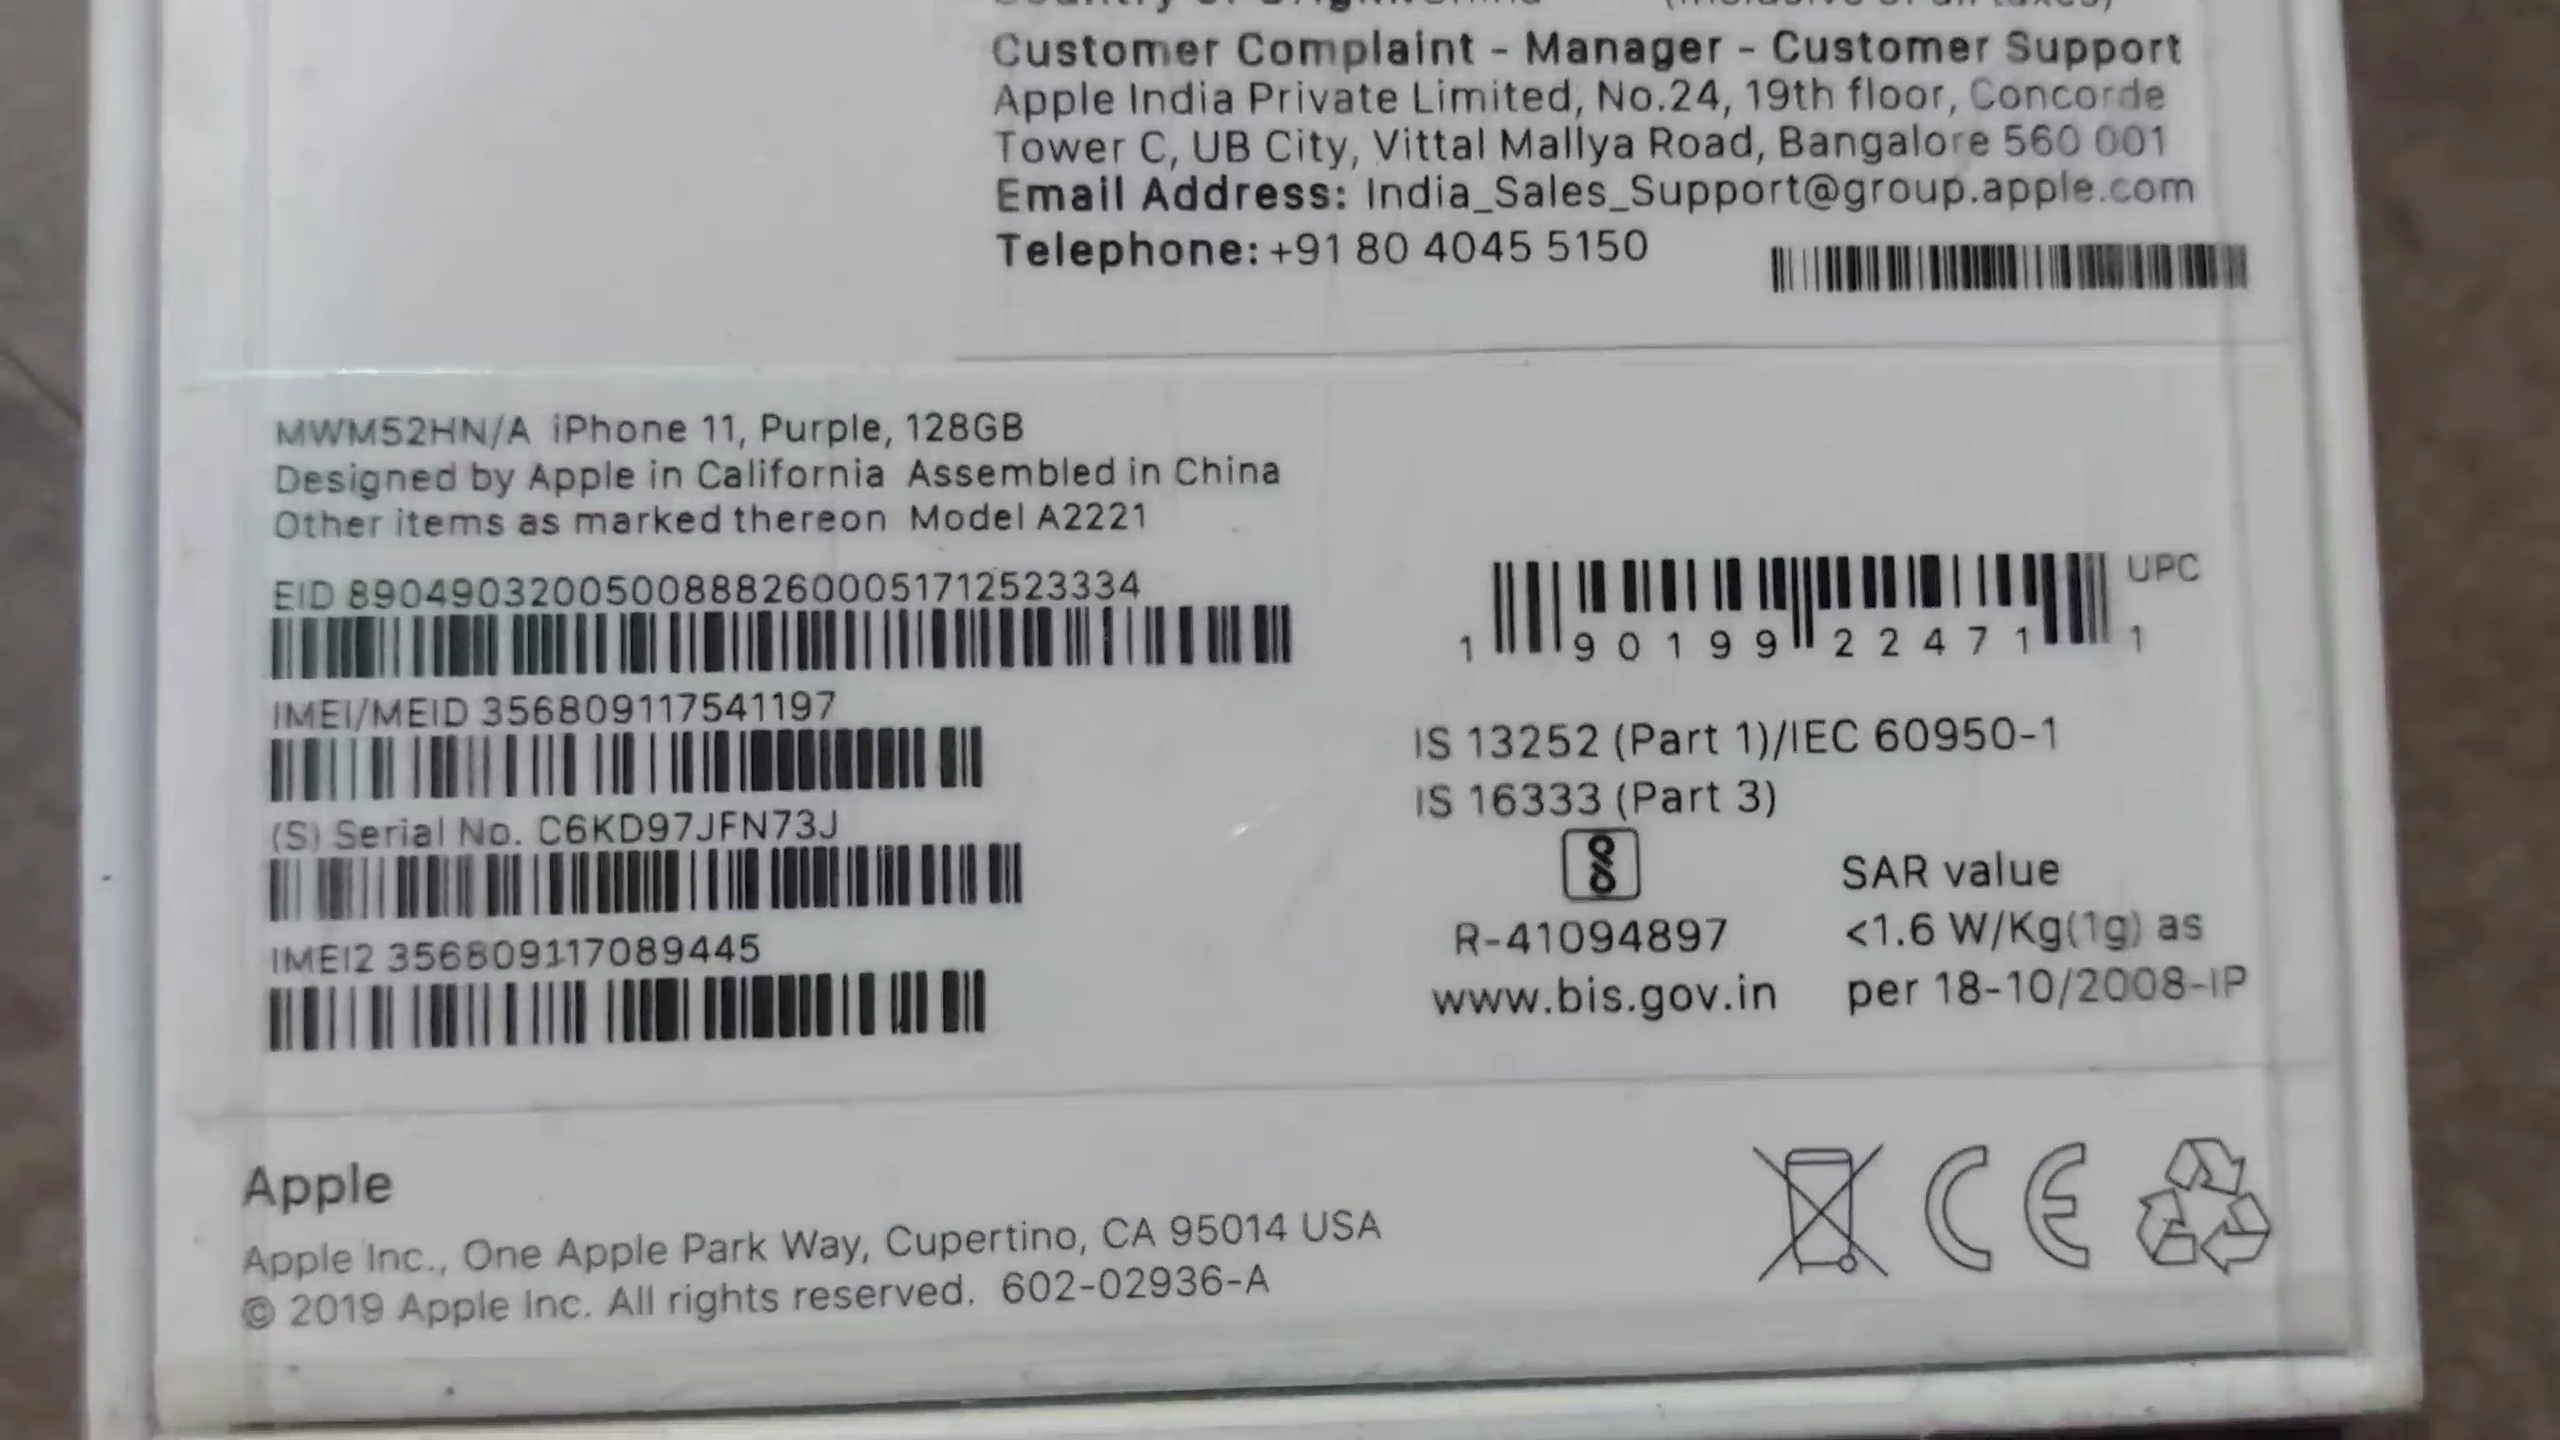 Customer Complaint - Manager - Customer Support
Apple India Private Limited, No.24, 19th floor, Concorde
Tower C, UB City, Vittal Mallya Road, Bangalore 560 001
Email Address: India_Sales_Support@group.apple.com
Telephone: +91 80 4045 5150
MWM52HN/A iPhone 11, Purple, 128GB
Designed by Apple in California Assembled in China
Other items as marked thereon Model A2221
EID 89049032005008882600051712523334
IMEI/MEID 356809117541197
(S) Serial No. C6KD97JFN73J
IMEI2 356809117089445
UPC
1 90199 22471 1
IS 13252 (Part 1)/IEC 60950-1
IS 16333 (Part 3)
R-41094897
www.bis.gov.in
SAR value
<1.6 W/Kg(1g) as
per 18-10/2008-IP
Apple
Apple Inc., One Apple Park Way, Cupertino, CA 95014 USA
© 2019 Apple Inc. All rights reserved. 602-02936-A
CE